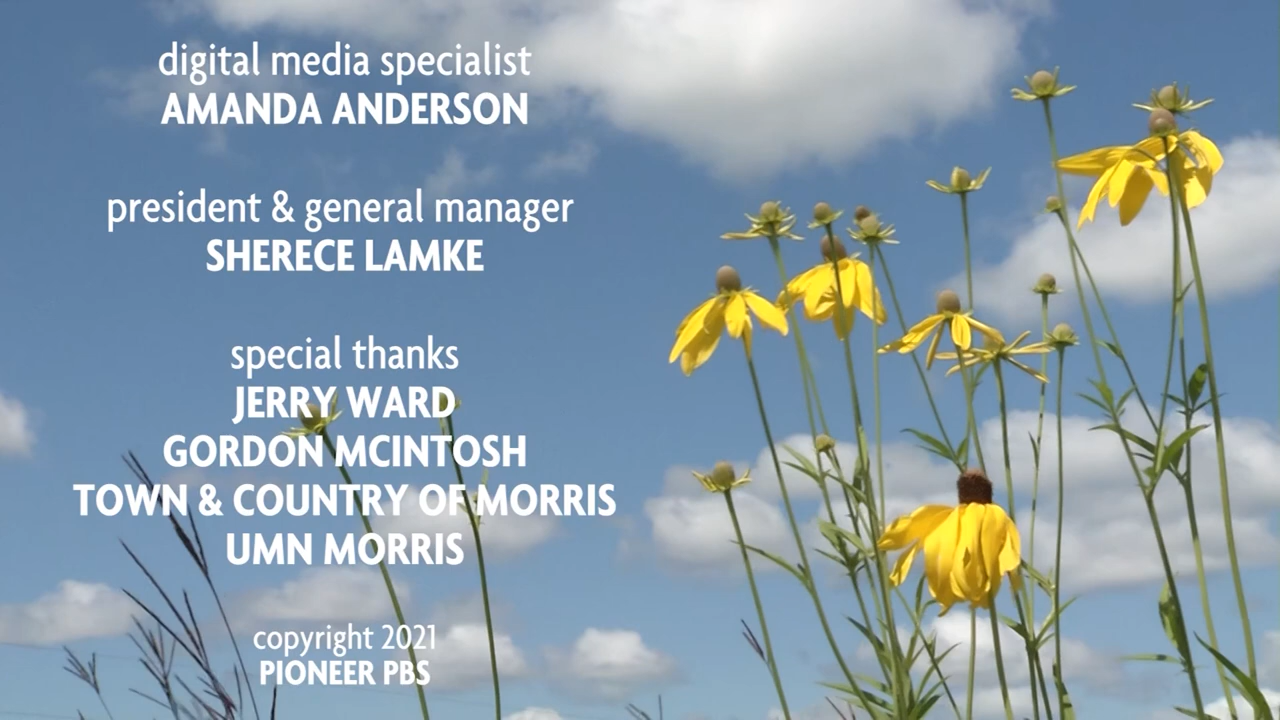 digital media specialist
AMANDA ANDERSON
president & general manager
SHERECE LAMKE
special thanks
JERRY WARD
GORDON MCINTOSH
TOWN & COUNTRY OF MORRIS
UMN MORRIS
copyright 2021
PIONEER PBS